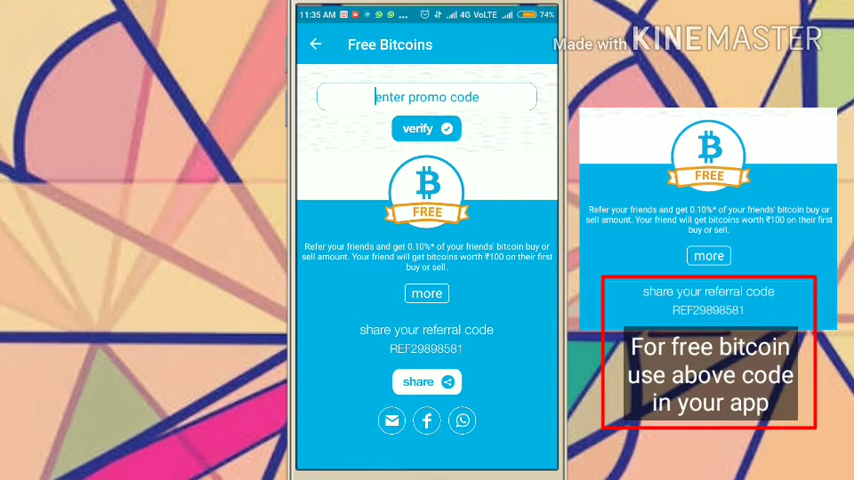 11:35 AM ... 4G VoLTE 74%
Free Bitcoins
Made with KINEMASTER
enter promo code
verify
FREE
Refer your friends and get 0.10%* of your friends' bitcoin buy or
sell amount. Your friend will get bitcoins worth ₹100 on their first
buy or sell.
more
share your referral code
REF29898581
share
FREE
Refer your friends and get 0.10%* of your friends' bitcoin buy or
sell amount. Your friend will get bitcoins worth ₹100 on their first
buy or sell.
more
share your referral code
REF29898581
For free bitcoin
use above code
in your app